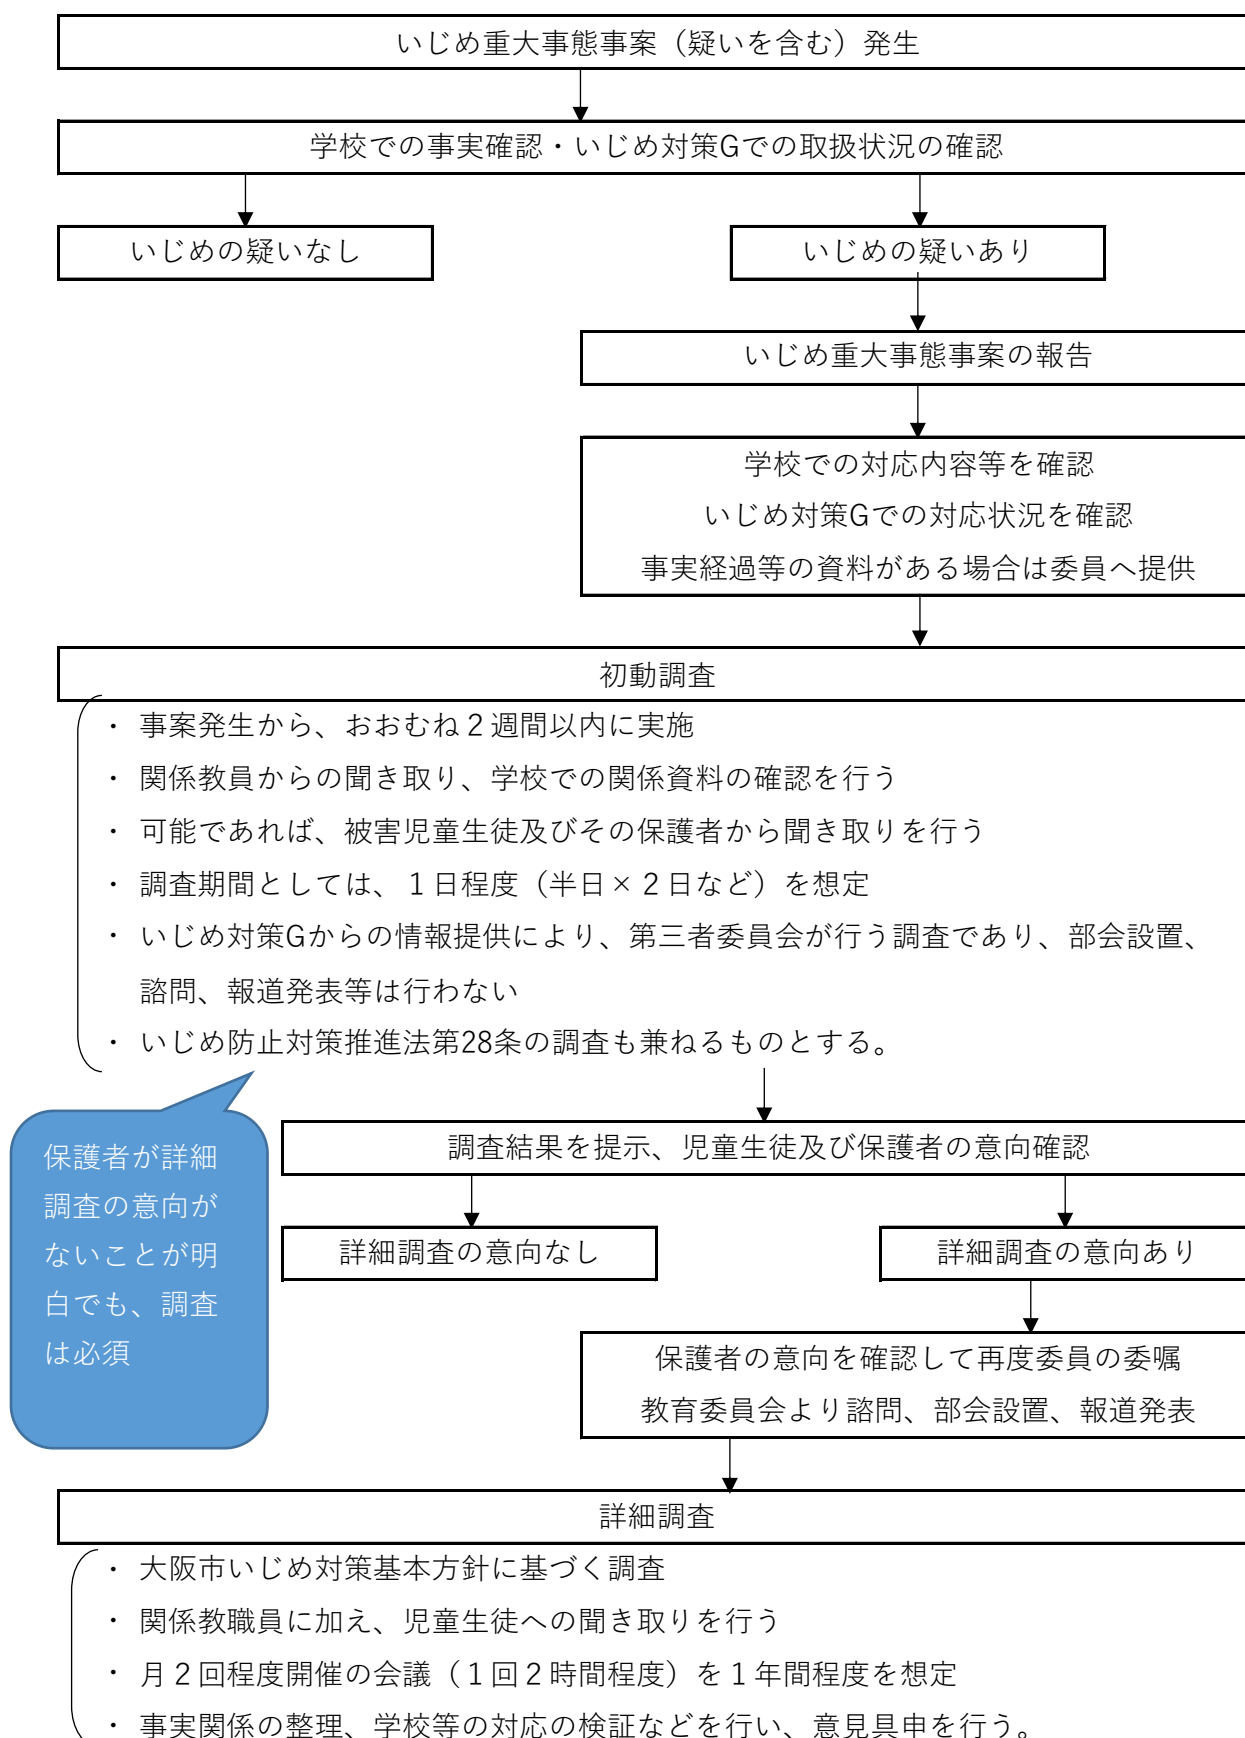 いじめ重大事態事案（疑いを含む）発生
学校での事実確認・いじめ対策Gでの取扱状況の確認
いじめの疑いなし
いじめの疑いあり
いじめ重大事態事案の報告
学校での対応内容等を確認
いじめ対策Gでの対応状況を確認
事実経過等の資料がある場合は委員へ提供
初動調査
・ 事案発生から、おおむね２週間以内に実施
・ 関係教員からの聞き取り、学校での関係資料の確認を行う
・ 可能であれば、被害児童生徒及びその保護者から聞き取りを行う
・ 調査期間としては、１日程度（半日×２日など）を想定
・ いじめ対策Gからの情報提供により、第三者委員会が行う調査であり、部会設置、
諮問、報道発表等は行わない
・ いじめ防止対策推進法第28条の調査も兼ねるものとする。
保護者が詳細
調査の意向が
ないことが明
白でも、調査
は必須
調査結果を提示、児童生徒及び保護者の意向確認
詳細調査の意向なし
詳細調査の意向あり
保護者の意向を確認して再度委員の委嘱
教育委員会より諮問、部会設置、報道発表
詳細調査
・ 大阪市いじめ対策基本方針に基づく調査
・ 関係教職員に加え、児童生徒への聞き取りを行う
・ 月２回程度開催の会議（１回２時間程度）を１年間程度を想定
・ 事実関係の整理、学校等の対応の検証などを行い、意見具申を行う。